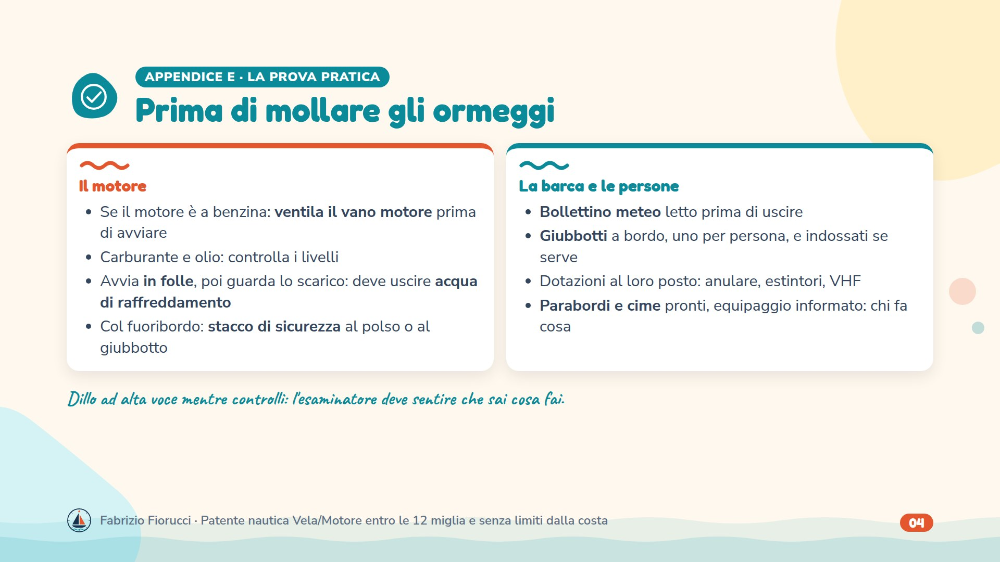 APPENDICE E · LA PROVA PRATICA
Prima di mollare gli ormeggi
Il motore
• Se il motore è a benzina: ventila il vano motore prima
di avviare
• Carburante e olio: controlla i livelli
• Avvia in folle, poi guarda lo scarico: deve uscire acqua
di raffreddamento
• Col fuoribordo: stacco di sicurezza al polso o al
giubbotto
La barca e le persone
• Bollettino meteo letto prima di uscire
• Giubbotti a bordo, uno per persona, e indossati se
serve
• Dotazioni al loro posto: anulare, estintori, VHF
• Parabordi e cime pronti, equipaggio informato: chi fa
cosa
Dillo ad alta voce mentre controlli: l'esaminatore deve sentire che sai cosa fai.
Fabrizio Fiorucci · Patente nautica Vela/Motore entro le 12 miglia e senza limiti dalla costa
04